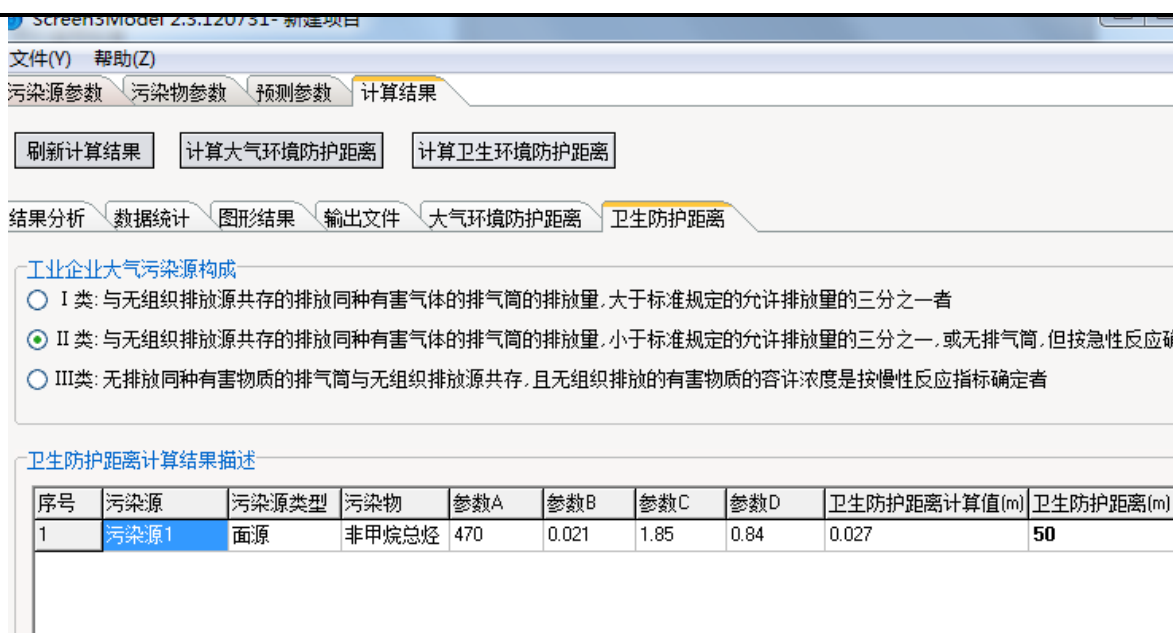 Screen3Model 2.3.120731- 新建项目
文件(Y) 帮助(Z)
污染源参数 污染物参数 预测参数 计算结果
刷新计算结果 计算大气环境防护距离 计算卫生环境防护距离
结果分析 数据统计 图形结果 输出文件 大气环境防护距离 卫生防护距离
工业企业大气污染源构成
I 类: 与无组织排放源共存的排放同种有害气体的排气筒的排放量,大于标准规定的允许排放量的三分之一者
II 类: 与无组织排放源共存的排放同种有害气体的排气筒的排放量,小于标准规定的允许排放量的三分之一,或无排气筒,但按急性反应
III类: 无排放同种有害物质的排气筒与无组织排放源共存,且无组织排放的有害物质的容许浓度是按慢性反应指标确定者
卫生防护距离计算结果描述
序号 污染源 污染源类型 污染物 参数A 参数B 参数C 参数D 卫生防护距离计算值(m) 卫生防护距离(m)
1 污染源1 面源 非甲烷总烃 470 0.021 1.85 0.84 0.027 50